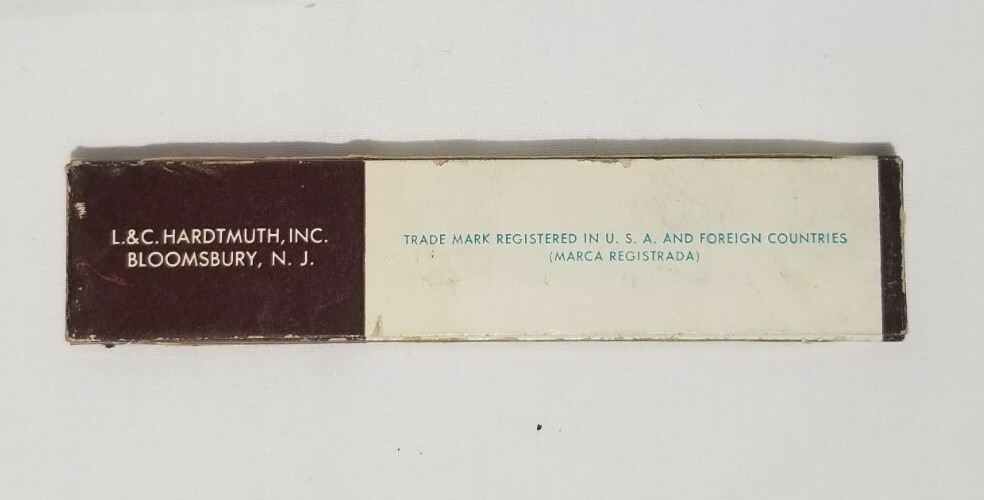 L.&C. HARDTMUTH, INC.
BLOOMSBURY, N. J.
TRADE MARK REGISTERED IN U. S. A. AND FOREIGN COUNTRIES
(MARCA REGISTRADA)